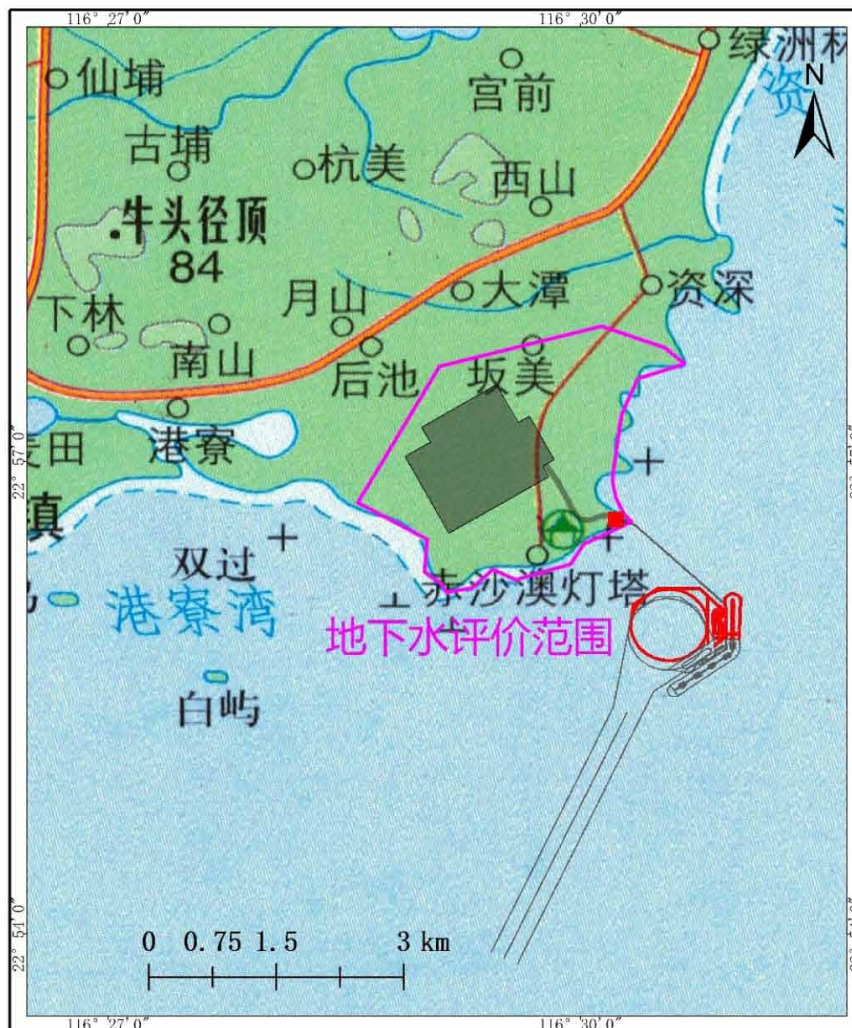 116° 27′ 0″
116° 30′ 0″
仙埔
宫前
绿洲林
资
N
古埔
杭美
西山
牛头径顶
84
大潭
资深
月山
下林
南山
后池
坂美
港寮
麦田
22° 57′ 0″
镇
双过
赤沙澳灯塔
港寮湾
地下水评价范围
白屿
22° 54′ 0″
0 0.75 1.5 3 km
116° 27′ 0″
116° 30′ 0″